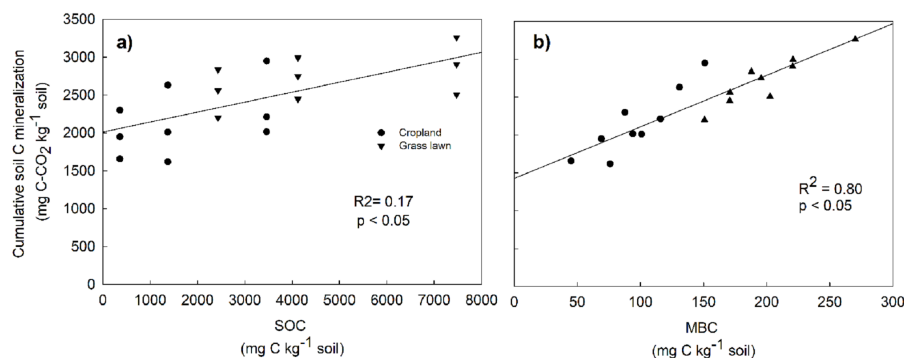 a)
b)
3500
3000
2500
2000
1500
1000
500
0
Cumulative soil C mineralization
(mg C-CO2 kg-1 soil)
Cropland
Grass lawn
R2= 0.17
p < 0.05
R2 = 0.80
p < 0.05
0 1000 2000 3000 4000 5000 6000 7000 8000
SOC
(mg C kg-1 soil)
0 50 100 150 200 250 300
MBC
(mg C kg-1 soil)